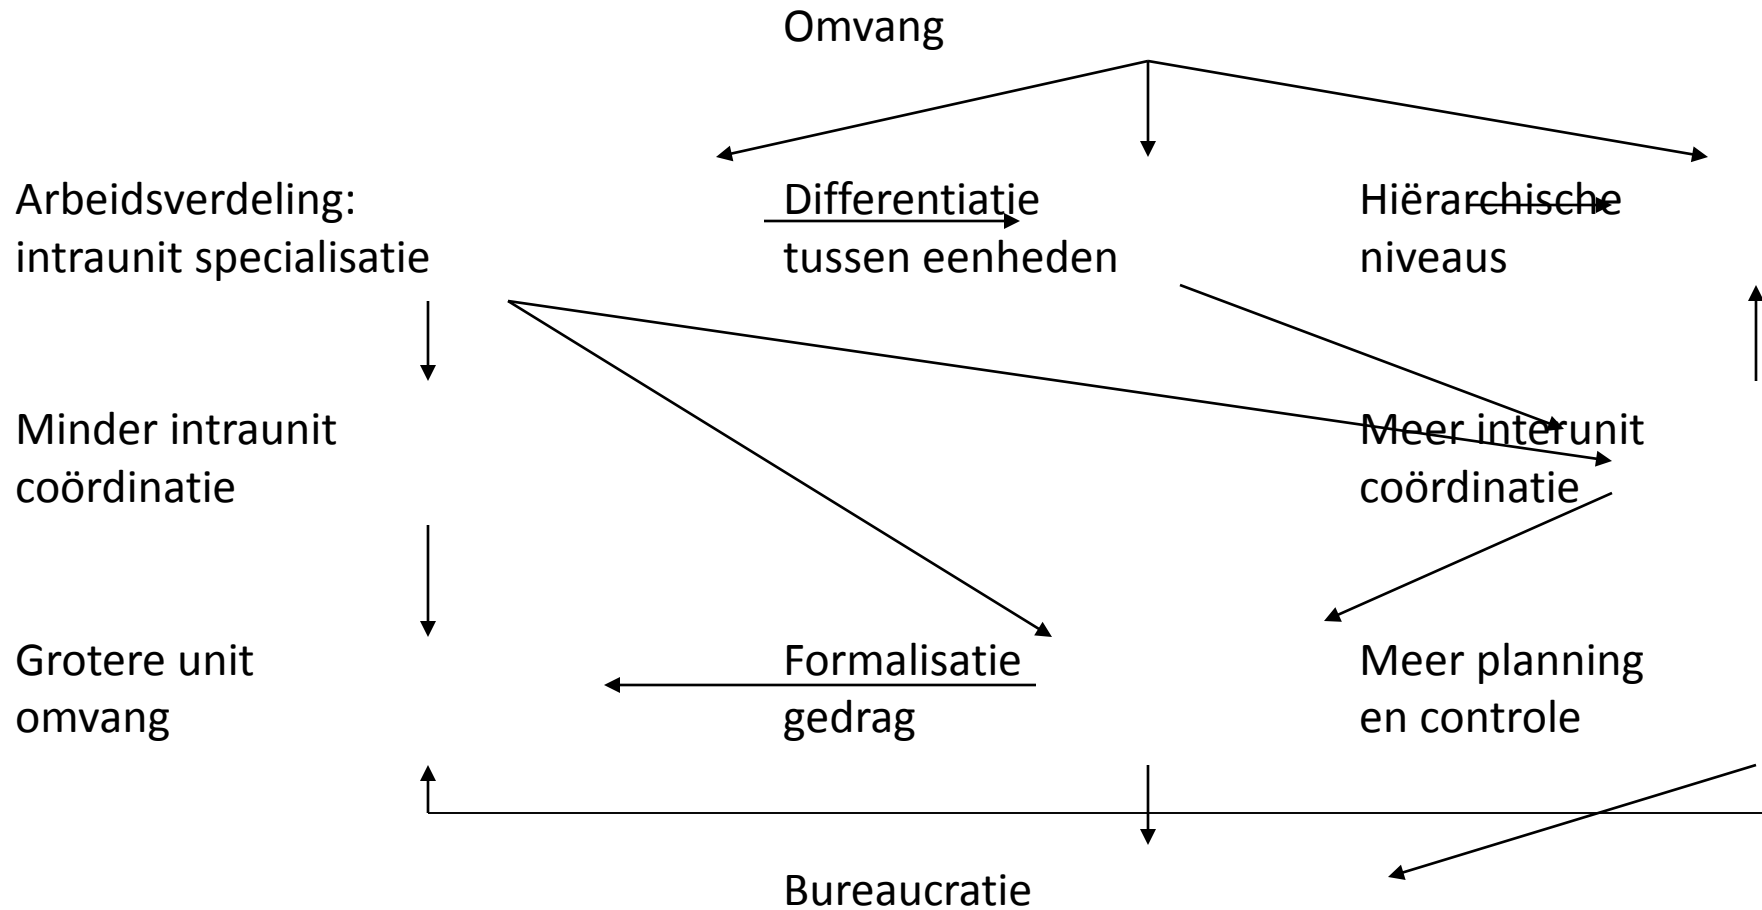 Omvang
Arbeidsverdeling:
intraunit specialisatie
Differentiatie
tussen eenheden
Hiërarchische
niveaus
Minder intraunit
coördinatie
Meer interunit
coördinatie
Grotere unit
omvang
Formalisatie
gedrag
Meer planning
en controle
Bureaucratie